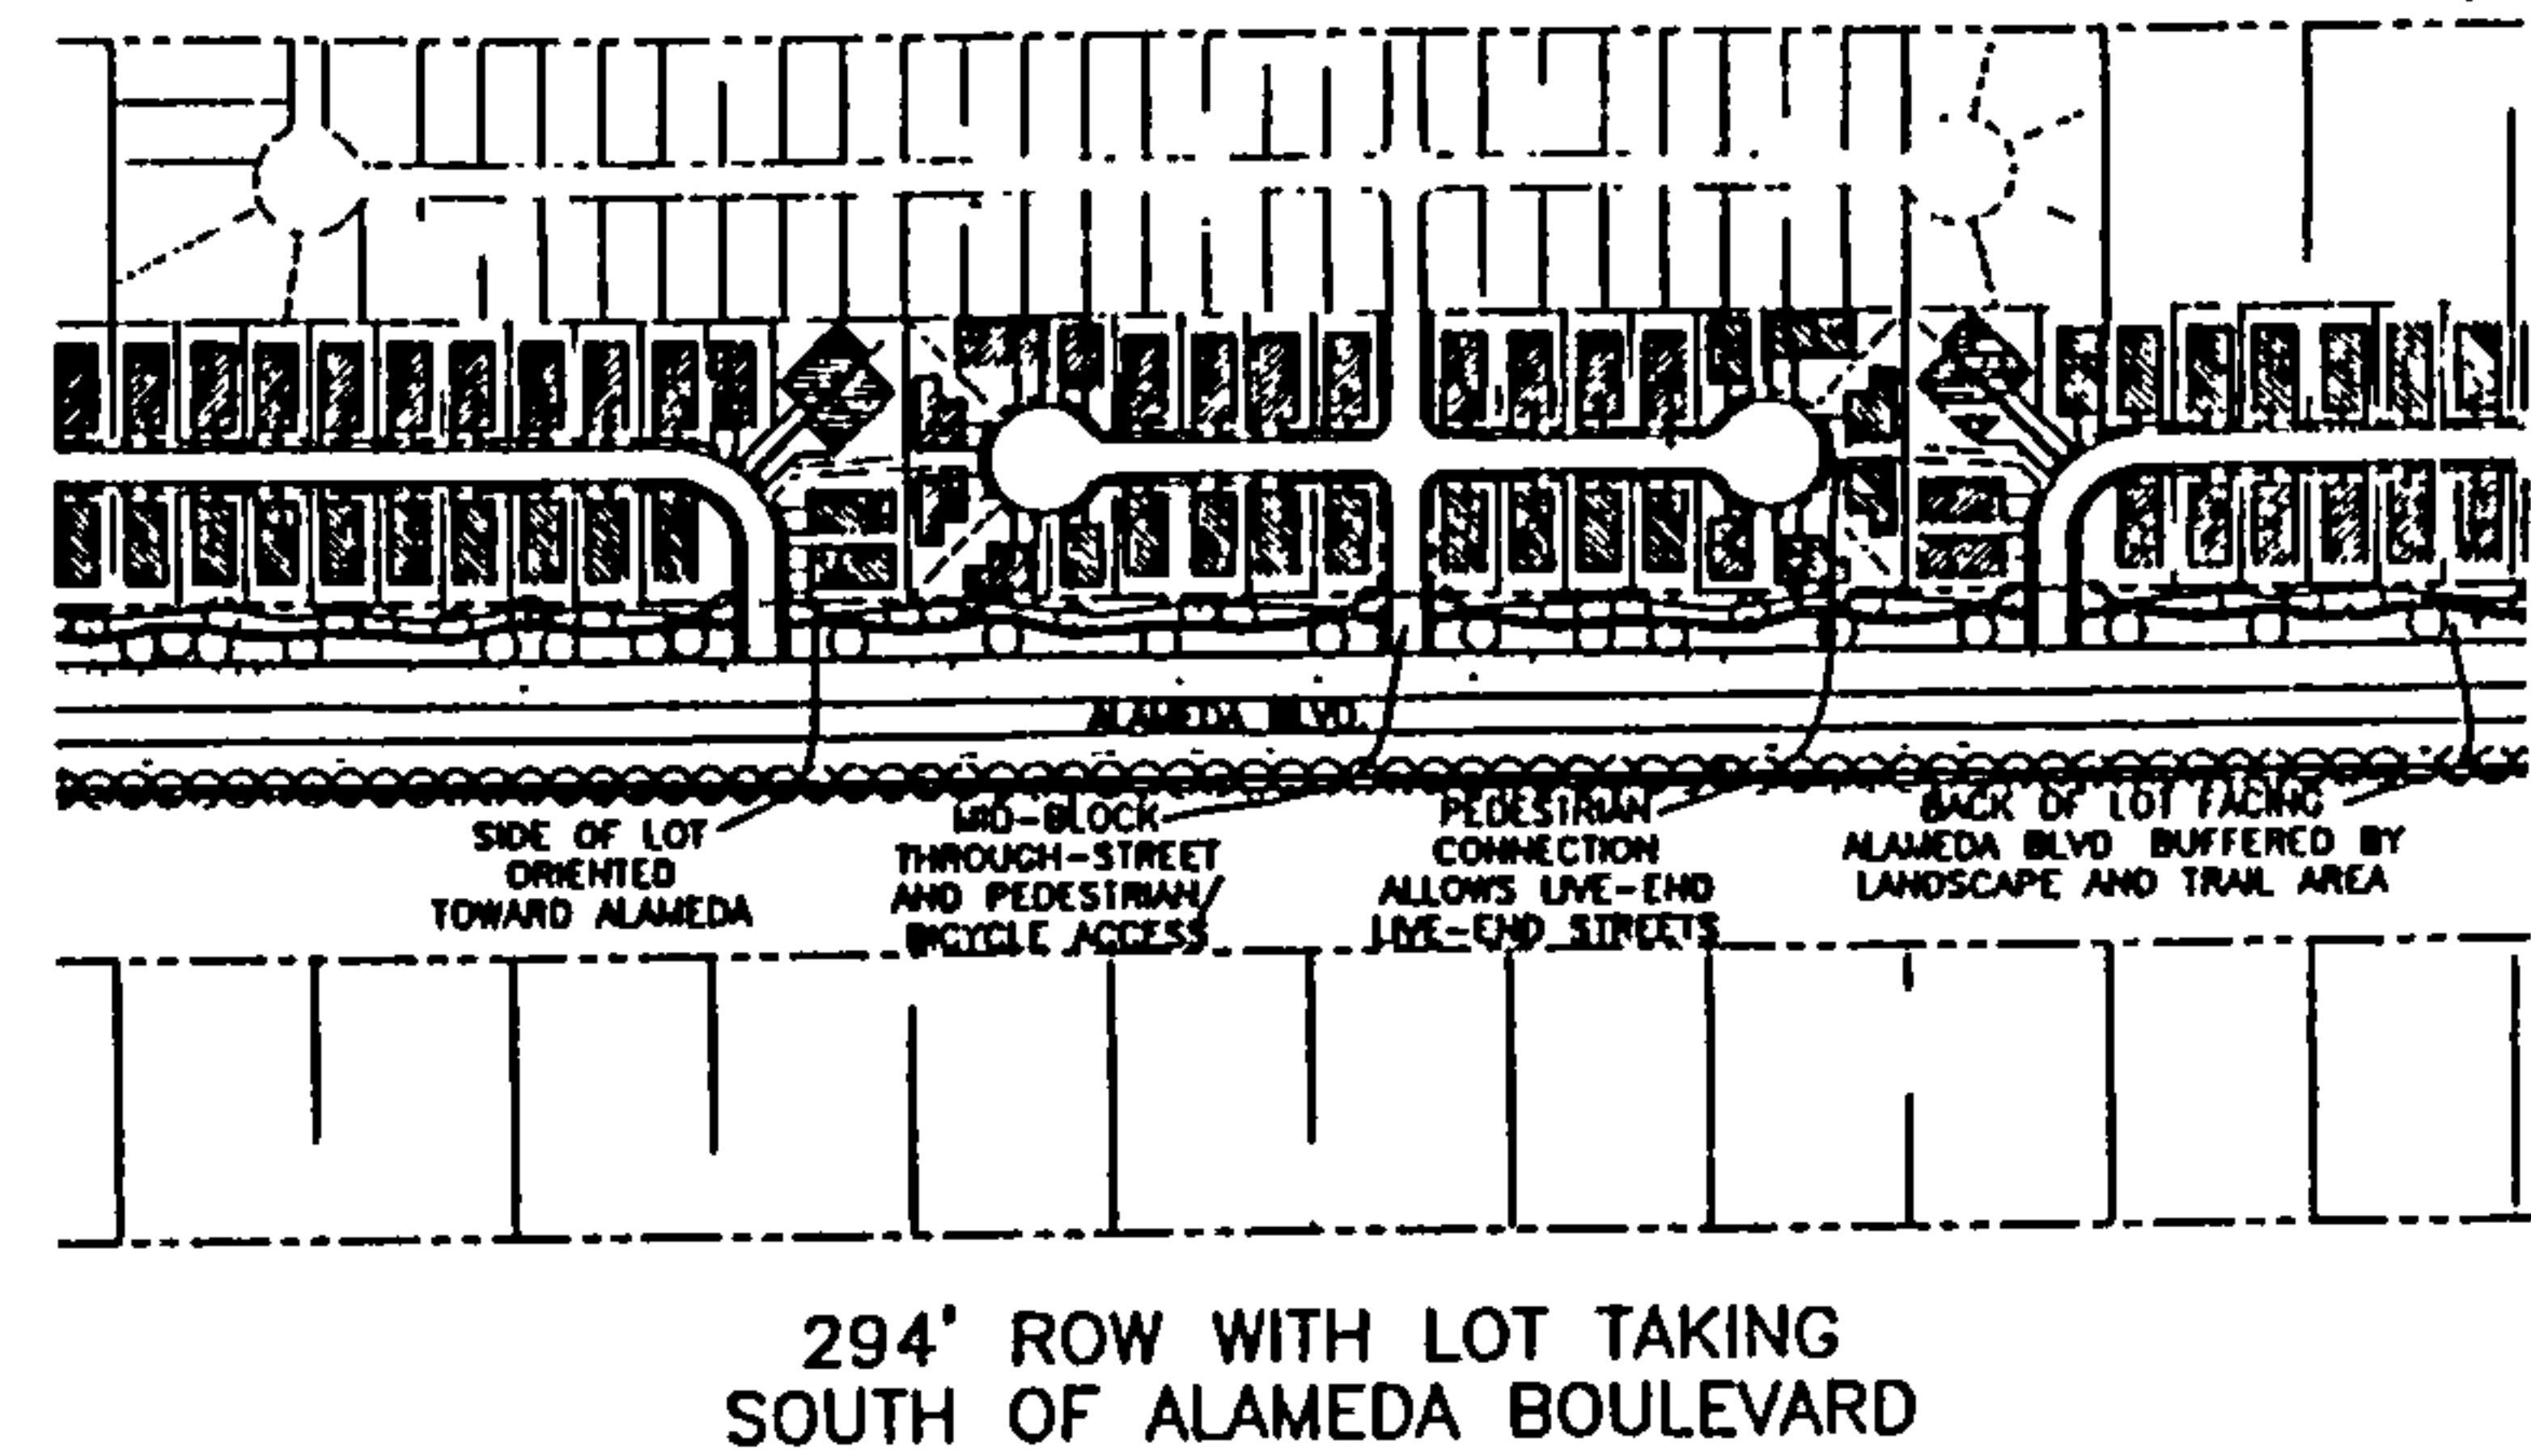 ALAMEDA BLVD.
SIDE OF LOT
ORIENTED
TOWARD ALAMEDA
MID-BLOCK
THROUGH-STREET
AND PEDESTRIAN/
BICYCLE ACCESS
PEDESTRIAN
CONNECTION
ALLOWS LIVE-END
LIVE-END STREETS
BACK OF LOT FACING
ALAMEDA BLVD BUFFERED BY
LANDSCAPE AND TRAIL AREA
294' ROW WITH LOT TAKING
SOUTH OF ALAMEDA BOULEVARD